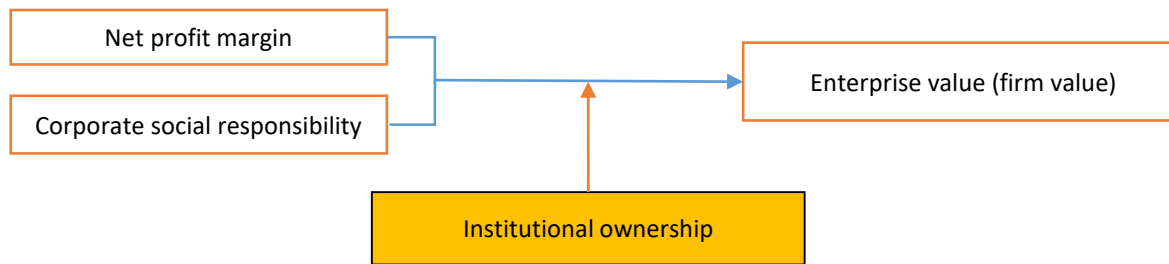 Net profit margin
Enterprise value (firm value)
Corporate social responsibility
Institutional ownership